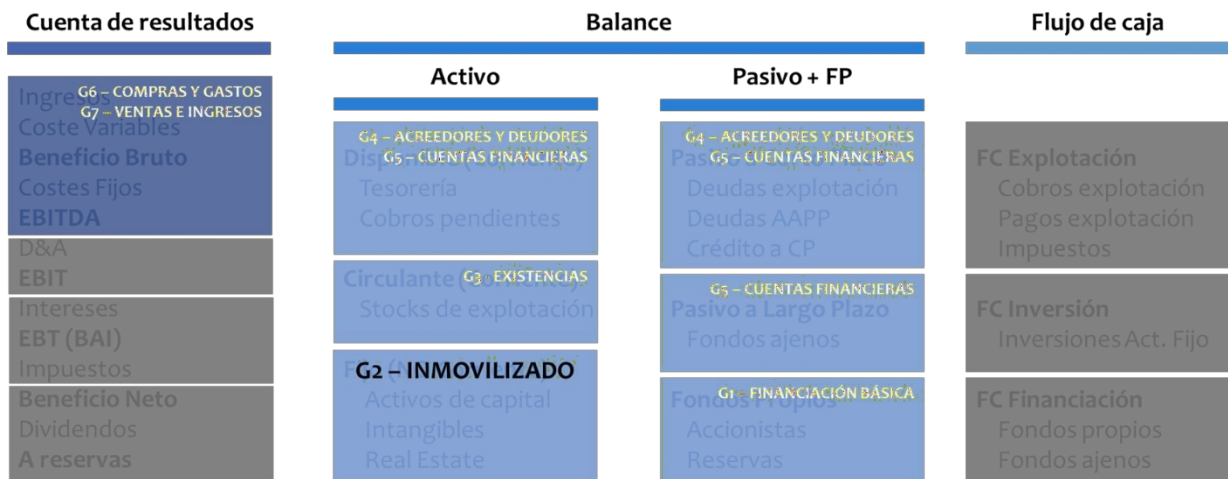 Cuenta de resultados
Balance
Flujo de caja
Activo
Pasivo + FP
G6 – COMPRAS Y GASTOS
G7 – VENTAS E INGRESOS
Ingresos
Coste Variables
Beneficio Bruto
Costes Fijos
EBITDA
D&A
EBIT
Intereses
EBT (BAI)
Impuestos
Beneficio Neto
Dividendos
A reservas
G4 – ACREEDORES Y DEUDORES
G5 – CUENTAS FINANCIERAS
Tesorería
Cobros pendientes
G3 – EXISTENCIAS
Circulante
Stocks de explotación
G2 – INMOVILIZADO
Activos de capital
Intangibles
Real Estate
G4 – ACREEDORES Y DEUDORES
G5 – CUENTAS FINANCIERAS
Deudas explotación
Deudas AAPP
Crédito a CP
G5 – CUENTAS FINANCIERAS
Pasivo a Largo Plazo
Fondos ajenos
G1 – FINANCIACIÓN BÁSICA
Fondos Propios
Accionistas
Reservas
FC Explotación
Cobros explotación
Pagos explotación
Impuestos
FC Inversión
Inversiones Act. Fijo
FC Financiación
Fondos propios
Fondos ajenos